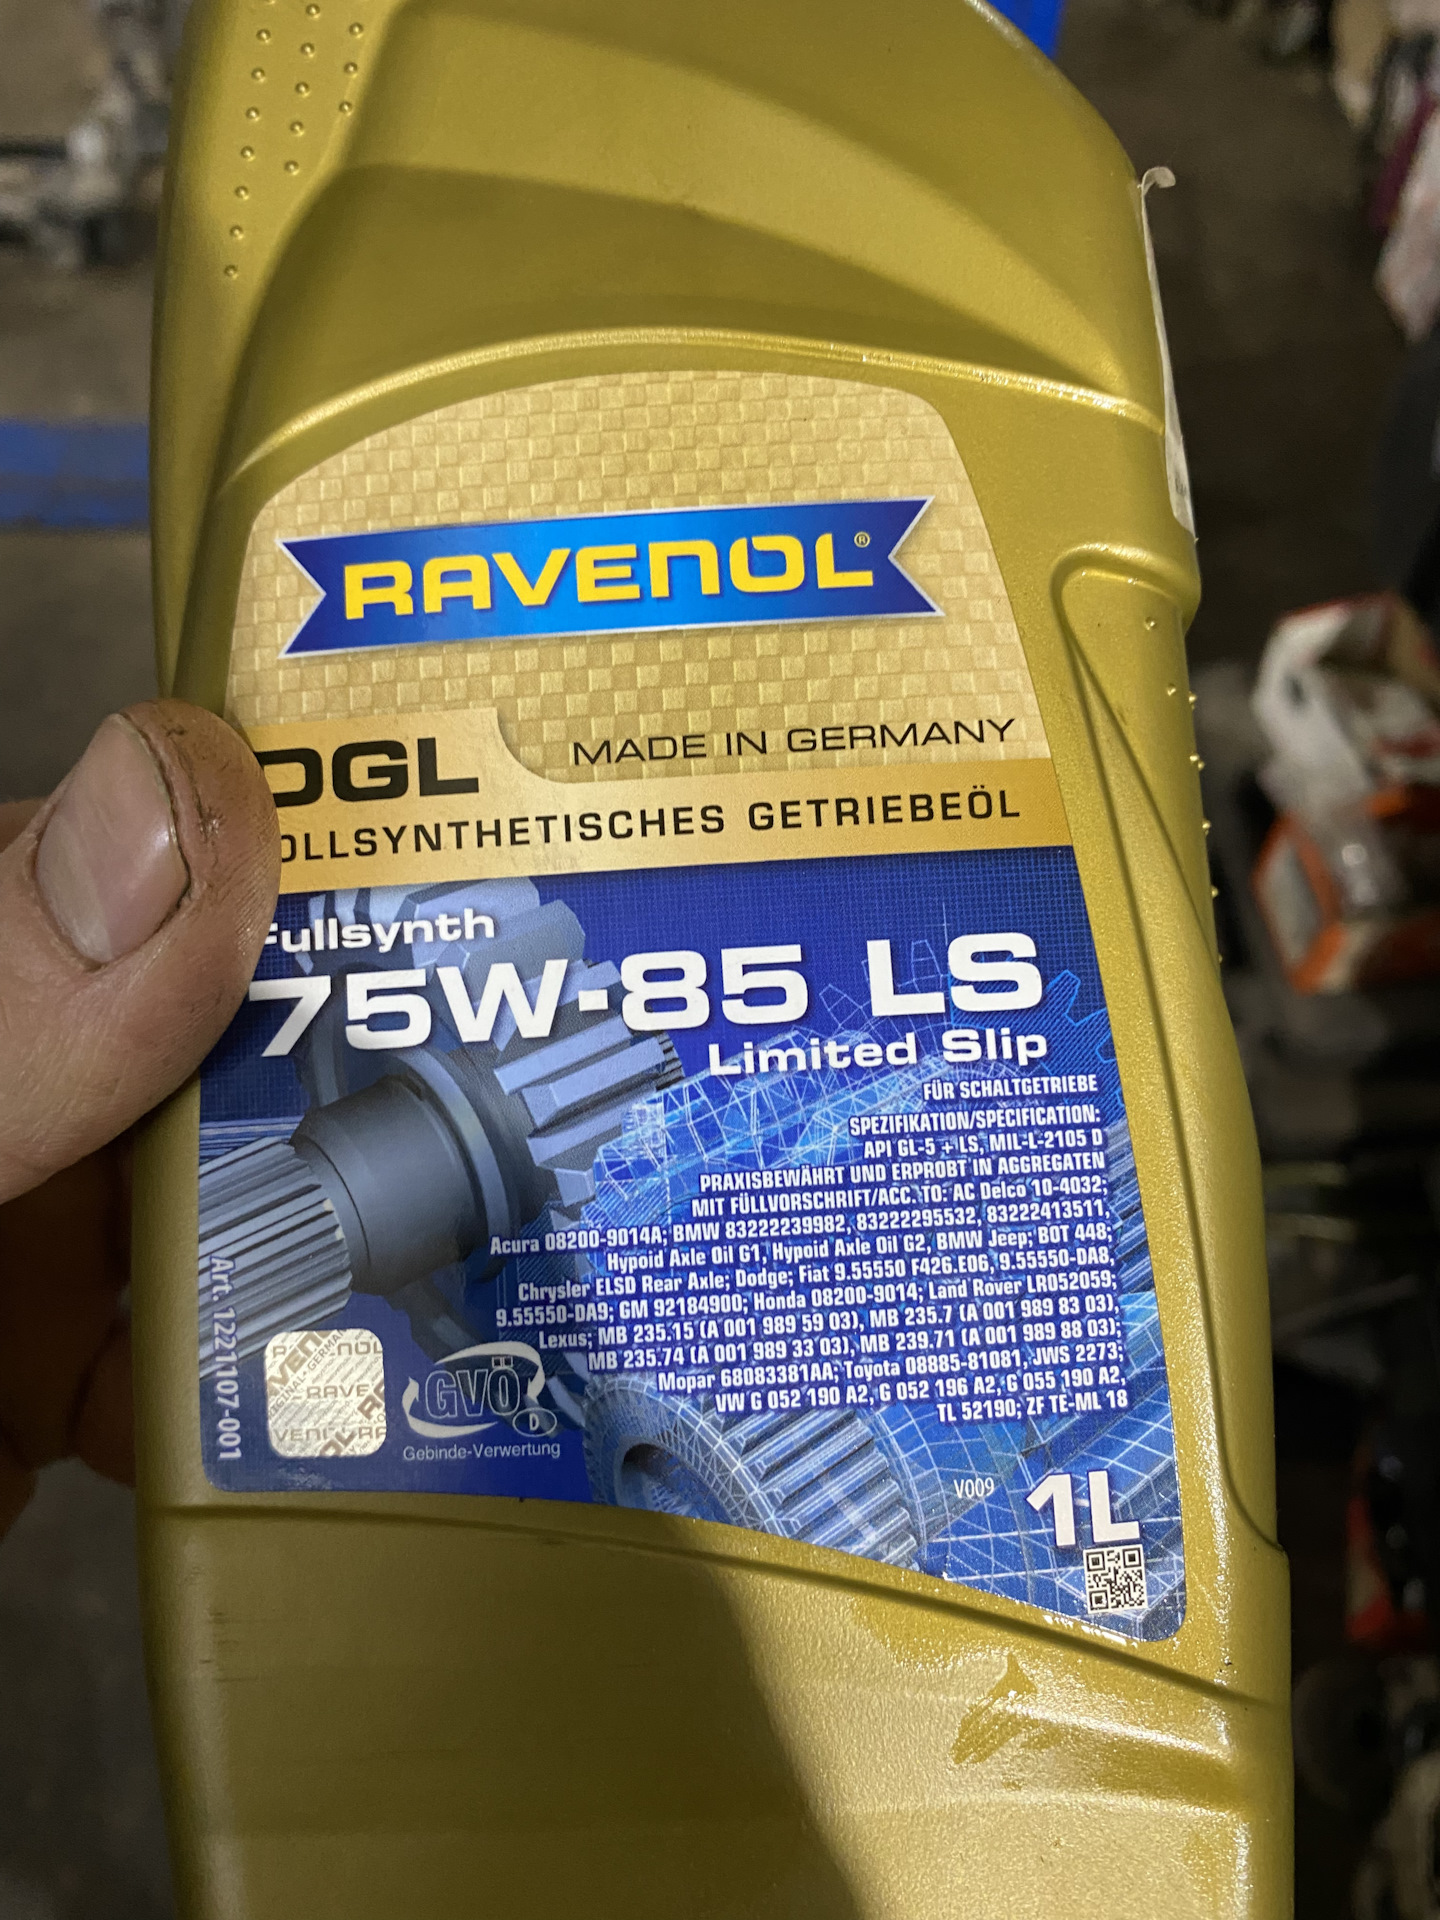 RAVENOL®
DGL
MADE IN GERMANY
OLLSYNTHETISCHES GETRIEBEÖL
Fullsynth
75W-85 LS
Limited Slip
FÜR SCHALTGETRIEBE
SPEZIFIKATION/SPECIFICATION:
API GL-5 + LS, MIL-L-2105 D
PRAXISBEWÄHRT UND ERPROBT IN AGGREGATEN
MIT FÜLLVORSCHRIFT/ACC. TO: AC Delco 10-4032;
Acura 08200-9014A; BMW 83222239982, 83222295532, 83222413511,
Hypoid Axle Oil G1, Hypoid Axle Oil G2, BMW Jeep; BOT 448;
Chrysler ELSD Rear Axle; Dodge; Fiat 9.55550 F426.E06, 9.55550-DA8,
9.55550-DA9; GM 92184900; Honda 08200-9014; Land Rover LR052059;
Lexus; MB 235.15 (A 001 989 59 03), MB 235.7 (A 001 989 83 03),
MB 235.74 (A 001 989 33 03), MB 239.71 (A 001 989 88 03);
Mopar 68083381AA; Toyota 08885-81081, JWS 2273;
VW G 052 190 A2, G 052 196 A2, G 055 190 A2,
TL 52190; ZF TE-ML 18
Art. 1221107-001
RAVE
GVÖ
D
Gebinde-Verwertung
V009
1L